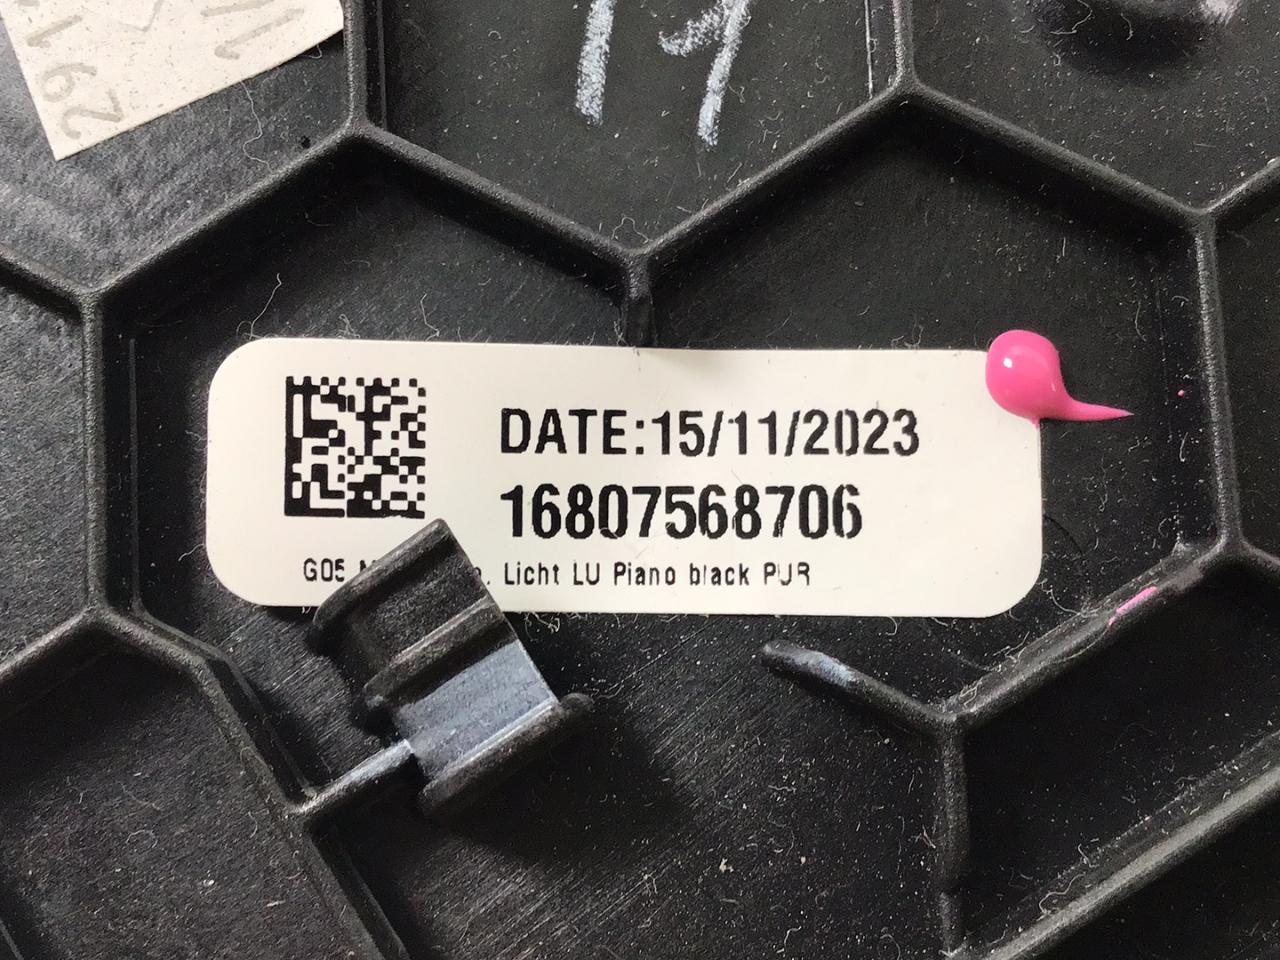 DATE:15/11/2023
16807568706
G05 Licht LU Piano black PUR